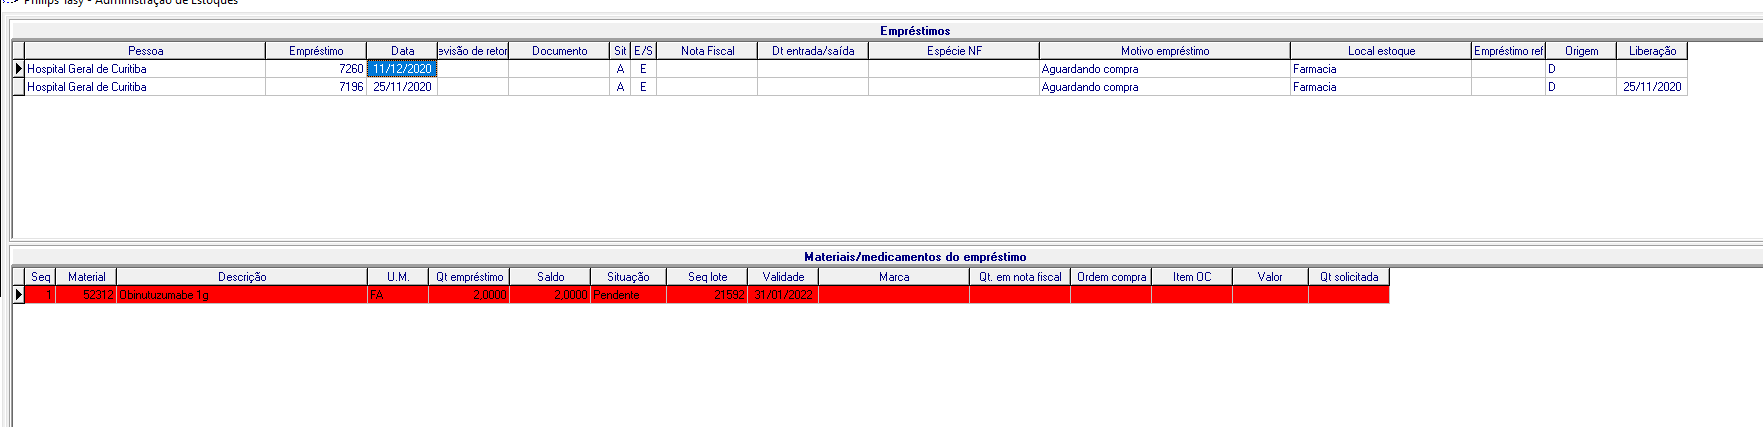 Philips Tasy - Administração de Estoques
Empréstimos
Pessoa Empréstimo Data evisão de retor Documento Sit E/S Nota Fiscal Dt entrada/saída Espécie NF Motivo empréstimo Local estoque Empréstimo ref Origem Liberação
Hospital Geral de Curitiba 7260 11/12/2020 A E Aguardando compra Farmacia D
Hospital Geral de Curitiba 7196 25/11/2020 A E Aguardando compra Farmacia D 25/11/2020
Materiais/medicamentos do empréstimo
Seq Material Descrição U.M. Qt empréstimo Saldo Situação Seq lote Validade Marca Qt. em nota fiscal Ordem compra Item OC Valor Qt solicitada
1 52312 Obinutuzumabe 1g FA 2,0000 2,0000 Pendente 21592 31/01/2022